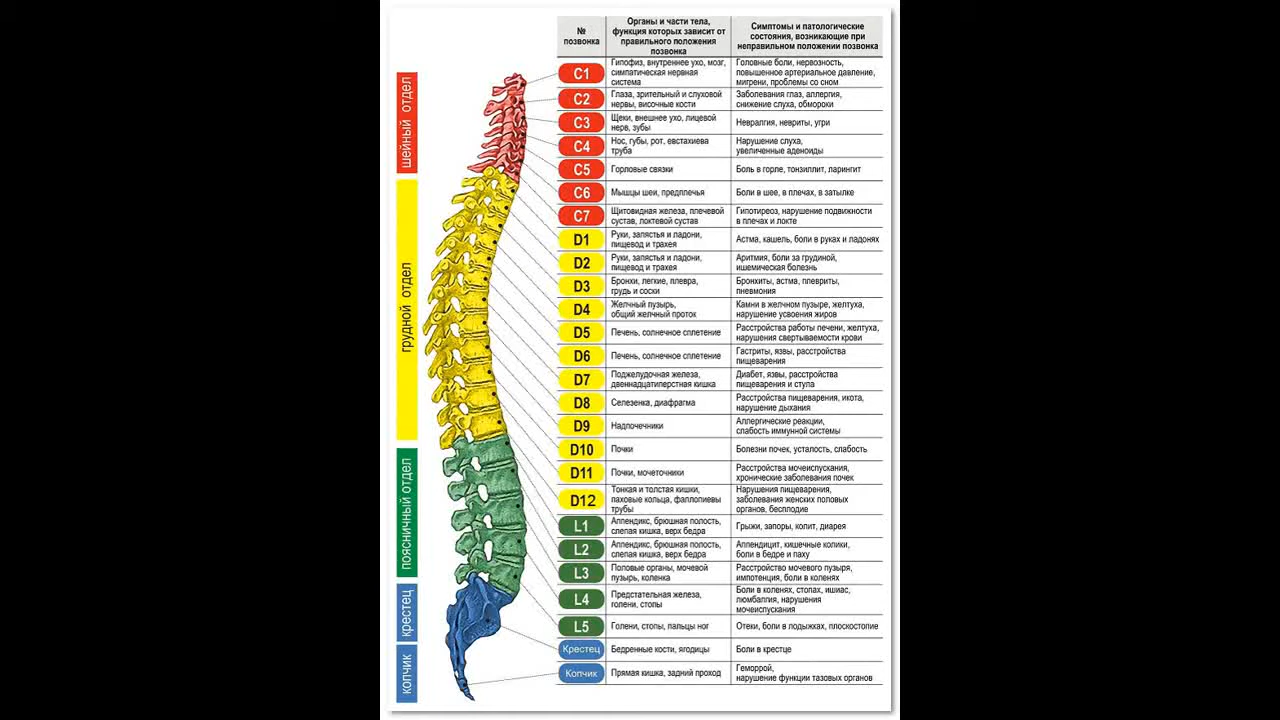 №
позвонка
Органы и части тела,
функция которых зависит от
правильного положения
позвонка
Симптомы и патологические
состояния, возникающие при
неправильном положении позвонка
шейный отдел
грудной отдел
поясничный отдел
крестец
копчик
C1
Гипофиз, внутреннее ухо, мозг,
симпатическая нервная
система
Головные боли, нервозность,
повышенное артериальное давление,
мигрени, проблемы со сном
C2
Глаза, зрительный и слуховой
нервы, височные кости
Заболевания глаз, аллергия,
снижение слуха, обмороки
C3
Щеки, внешнее ухо, лицевой
нерв, зубы
Невралгия, невриты, угри
C4
Нос, губы, рот, евстахиева
труба
Нарушение слуха,
увеличенные аденоиды
C5
Горловые связки
Боль в горле, тонзиллит, ларингит
C6
Мышцы шеи, предплечья
Боли в шее, в плечах, в затылке
C7
Щитовидная железа, плечевой
сустав, локтевой сустав
Гипотиреоз, нарушение подвижности
в плечах и локте
D1
Руки, запястья и ладони,
пищевод и трахея
Астма, кашель, боли в руках и ладонях
D2
Руки, запястья и ладони,
пищевод и трахея
Аритмия, боли за грудиной,
ишемическая болезнь
D3
Бронхи, легкие, плевра,
грудь и соски
Бронхиты, астма, плевриты,
пневмония
D4
Желчный пузырь,
общий желчный проток
Камни в желчном пузыре, желтуха,
нарушение усвоения жиров
D5
Печень, солнечное сплетение
Расстройства работы печени, желтуха,
нарушения свертываемости крови
D6
Печень, солнечное сплетение
Гастриты, язвы, расстройства
пищеварения
D7
Поджелудочная железа,
двеннадцатиперстная кишка
Диабет, язвы, расстройства
пищеварения и стула
D8
Селезенка, диафрагма
Расстройства пищеварения, икота,
нарушение дыхания
D9
Надпочечники
Аллергические реакции,
слабость иммунной системы
D10
Почки
Болезни почек, усталость, слабость
D11
Почки, мочеточники
Расстройства мочеиспускания,
хронические заболевания почек
D12
Тонкая и толстая кишки,
паховые кольца, фаллопиевы
трубы
Нарушения пищеварения,
заболевания женских половых
органов, бесплодие
L1
Аппендикс, брюшная полость,
слепая кишка, верх бедра
Грыжи, запоры, колит, диарея
L2
Аппендикс, брюшная полость,
слепая кишка, верх бедра
Аппендицит, кишечные колики,
боли в бедре и паху
L3
Половые органы, мочевой
пузырь, коленка
Расстройство мочевого пузыря,
импотенция, боли в коленях
L4
Предстательная железа,
голени, стопы
Боли в коленях, стопах, ишиас,
люмбалгия, нарушения
мочеиспускания
L5
Голени, стопы, пальцы ног
Отеки, боли в лодыжках, плоскостопие
Крестец
Бедренные кости, ягодицы
Боли в крестце
Копчик
Прямая кишка, задний проход
Геморрой,
нарушение функции тазовых органов